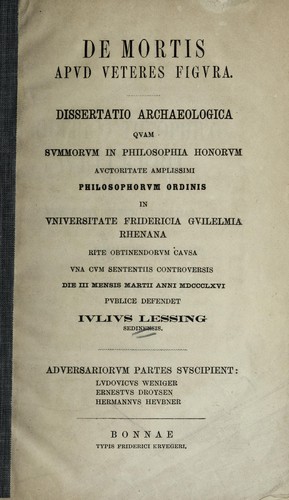 DE MORTIS
APVD VETERES FIGVRA.
DISSERTATIO ARCHAEOLOGICA
QVAM
SVMMORVM IN PHILOSOPHIA HONORVM
AVCTORITATE AMPLISSIMI
PHILOSOPHORVM ORDINIS
IN
VNIVERSITATE FRIDERICIA GVILELMIA
RHENANA
RITE OBTINENDORVM CAVSA
VNA CVM SENTENTIIS CONTROVERSIS
DIE III MENSIS MARTII ANNI MDCCCLXVI
PVBLICE DEFENDET
IVLIVS LESSING
SEDINENSIS.
ADVERSARIORVM PARTES SVSCIPIENT:
LVDOVICVS WENIGER
ERNESTVS DROYSEN
HERMANNVS HEVBNER
BONNAE
TYPIS FRIDERICI KRVEGERI.